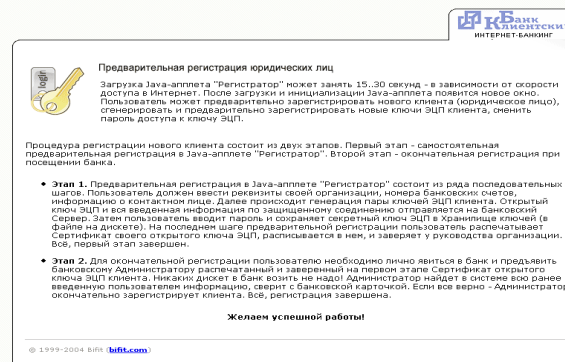 Банк
Клиентски
ИНТЕРНЕТ-БАНКИНГ
login
Предварительная регистрация юридических лиц
Загрузка Java-апплета "Регистратор" может занять 15..30 секунд - в зависимости от скорости
доступа в Интернет. После загрузки и инициализации Java-апплета появится новое окно.
Пользователь может предварительно зарегистрировать нового клиента (юридическое лицо),
сгенерировать и предварительно зарегистрировать новые ключи ЭЦП клиента, сменить
пароль доступа к ключу ЭЦП.
Процедура регистрации нового клиента состоит из двух этапов. Первый этап - самостоятельная
предварительная регистрация в Java-апплете "Регистратор". Второй этап - окончательная регистрация при
посещении банка.
• Этап 1. Предварительная регистрация в Java-апплете "Регистратор" состоит из ряда последовательных
шагов. Пользователь должен ввести реквизиты своей организации, номера банковских счетов,
информацию о контактном лице. Далее происходит генерация пары ключей ЭЦП клиента. Открытый
ключ ЭЦП и вся введенная информация по защищенному соединению отправляется на банковский
Сервер. Затем пользователь вводит пароль и сохраняет секретный ключ ЭЦП в Хранилище ключей (в
файле на дискете). На последнем шаге предварительной регистрации пользователь распечатывает
Сертификат своего открытого ключа ЭЦП, расписывается в нем, и заверяет у руководства организации.
Всё, первый этап завершен.
• Этап 2. Для окончательной регистрации пользователю необходимо лично явиться в банк и предъявить
банковскому Администратору распечатанный и заверенный на первом этапе Сертификат открытого
ключа ЭЦП клиента. Никаких дискет в банк возить не надо! Администратор найдет в системе всю ранее
введенную пользователем информацию, сверит с банковской карточкой. Если все верно - Администратор
окончательно зарегистрирует клиента. Всё, регистрация завершена.
Желаем успешной работы!
© 1999-2004 Bifit (bifit.com)